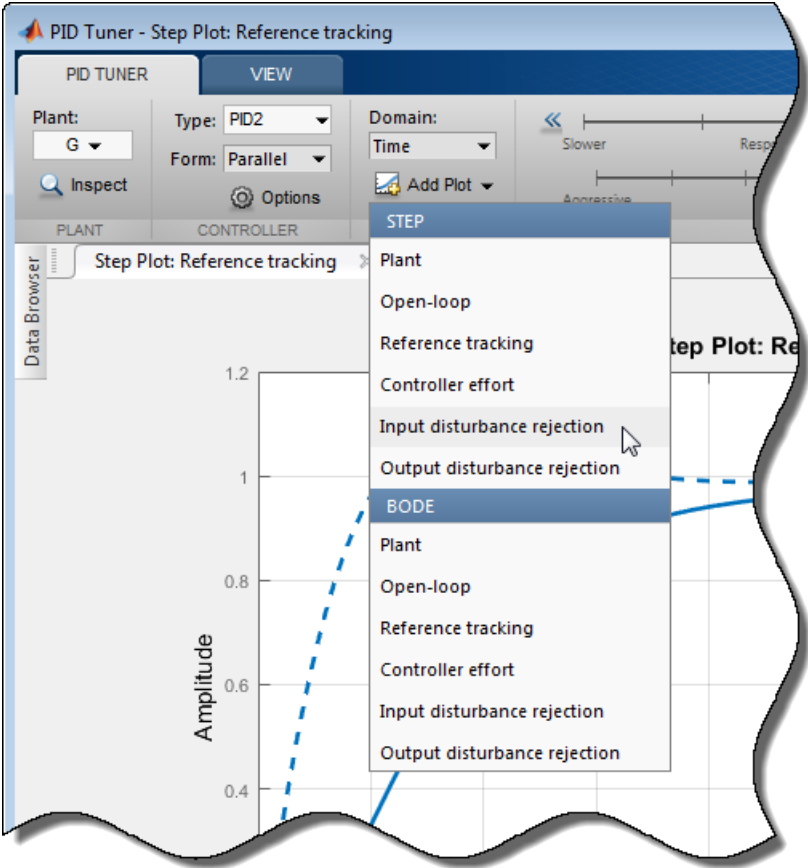 PID Tuner - Step Plot: Reference tracking
PID TUNER
VIEW
Plant:
G
Inspect
PLANT
Type: PID2
Form: Parallel
Options
CONTROLLER
Domain:
Time
Add Plot
Slower
Aggressive
STEP
Plant
Open-loop
Reference tracking
Controller effort
Input disturbance rejection
Output disturbance rejection
BODE
Plant
Open-loop
Reference tracking
Controller effort
Input disturbance rejection
Output disturbance rejection
Data Browser
Step Plot: Reference tracking
Plot:
1.2
1
0.8
0.6
0.4
Amplitude